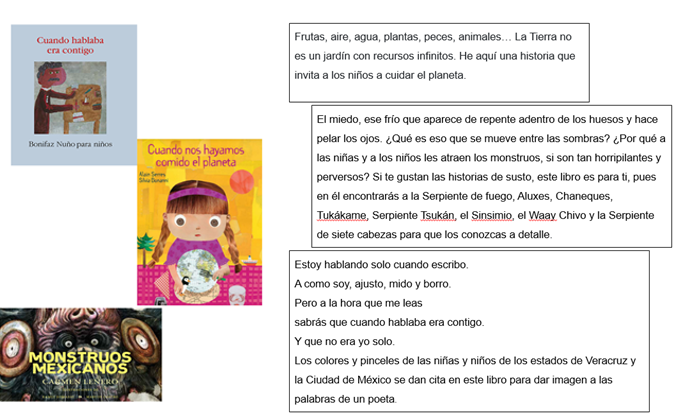 Cuando hablaba
era contigo
Bonifaz Nuño para niños
Cuando nos hayamos
comido el planeta
Alain Serres
Silvia Bonanni
MONSTRUOS
MEXICANOS
CARMEN LEÑERO
Frutas, aire, agua, plantas, peces, animales… La Tierra no
es un jardín con recursos infinitos. He aquí una historia que
invita a los niños a cuidar el planeta.
El miedo, ese frío que aparece de repente adentro de los huesos y hace
pelar los ojos. ¿Qué es eso que se mueve entre las sombras? ¿Por qué a
las niñas y a los niños les atraen los monstruos, si son tan horripilantes y
perversos? Si te gustan las historias de susto, este libro es para ti, pues
en él encontrarás a la Serpiente de fuego, Aluxes, Chaneques,
Tukákame, Serpiente Tsukán, el Sinsimio, el Waay Chivo y la Serpiente
de siete cabezas para que los conozcas a detalle.
Estoy hablando solo cuando escribo.
A como soy, ajusto, mido y borro.
Pero a la hora que me leas
sabrás que cuando hablaba era contigo.
Y que no era yo solo.
Los colores y pinceles de las niñas y niños de los estados de Veracruz y
la Ciudad de México se dan cita en este libro para dar imagen a las
palabras de un poeta.